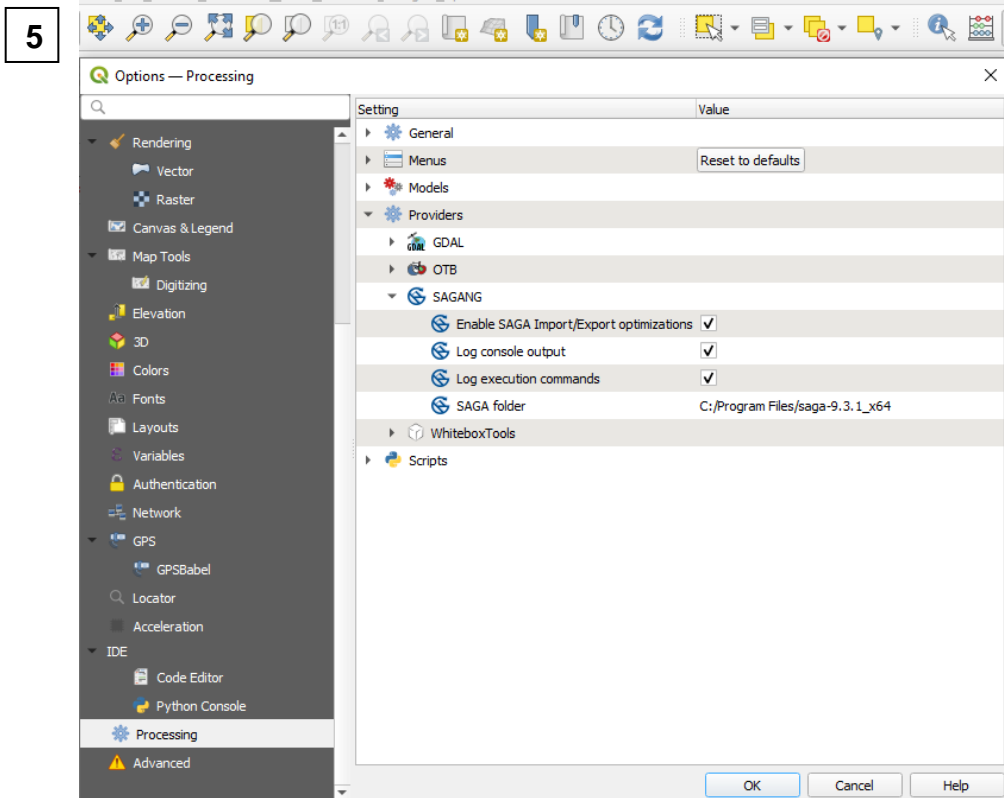 5
Options — Processing
Setting Value
General
Menus Reset to defaults
Models
Providers
GDAL
OTB
SAGANG
Enable SAGA Import/Export optimizations
Log console output
Log execution commands
SAGA folder C:/Program Files/saga-9.3.1_x64
WhiteboxTools
Scripts
Rendering
Vector
Raster
Canvas & Legend
Map Tools
Digitizing
Elevation
3D
Colors
Aa Fonts
Layouts
Variables
Authentication
Network
GPS
GPSBabel
Locator
Acceleration
IDE
Code Editor
Python Console
Processing
Advanced
OK Cancel Help